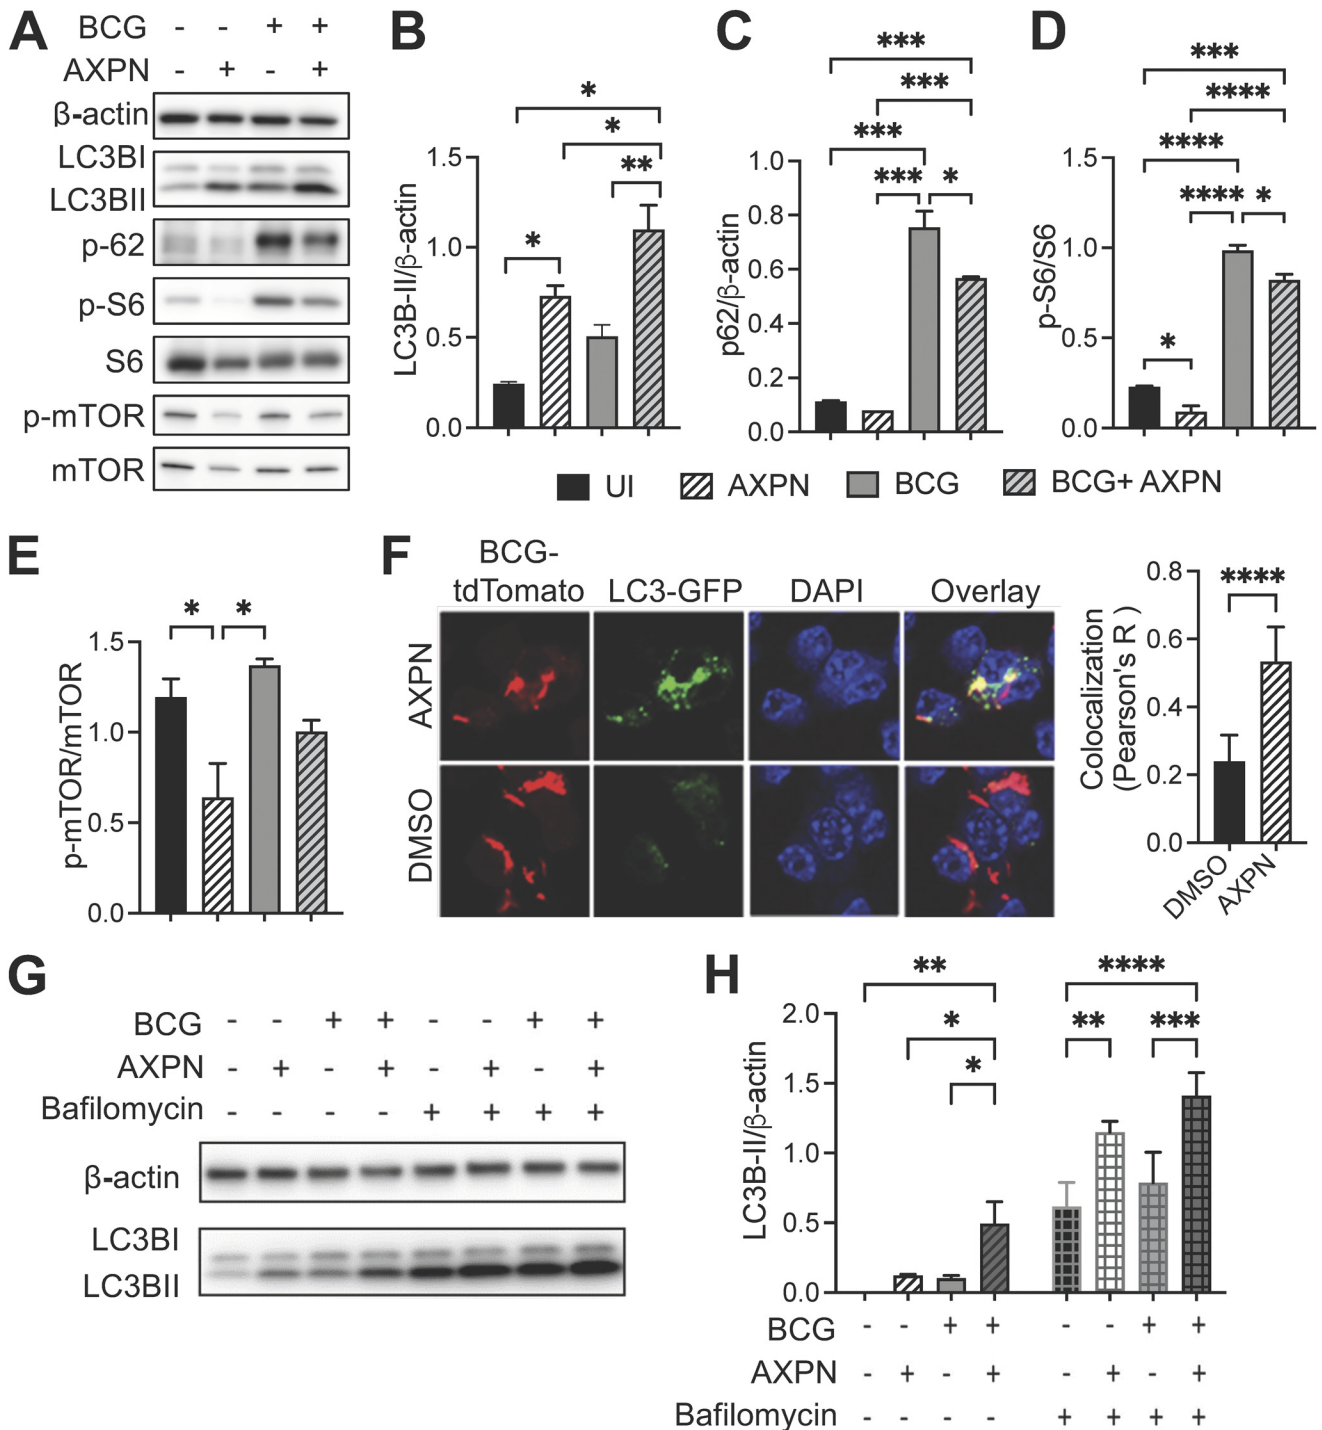 A
BCG - - + +
AXPN - + - +
β-actin
LC3BI
LC3BII
p-62
p-S6
S6
p-mTOR
mTOR
B
*
*
**
*
LC3B-II/β-actin
1.5
1.0
0.5
0.0
C
***
***
***
*** *
p62/β-actin
1.0
0.8
0.6
0.4
0.2
0.0
D
***
****
****
**** *
*
p-S6/S6
1.5
1.0
0.5
0.0
UI AXPN BCG BCG+ AXPN
E
* *
p-mTOR/mTOR
1.5
1.0
0.5
0.0
F
BCG-
tdTomato LC3-GFP DAPI Overlay
AXPN
DMSO
****
Colocalization
(Pearson's R )
0.8
0.6
0.4
0.2
0.0
DMSO
AXPN
G
BCG - - + + - - + +
AXPN - + - + - + - +
Bafilomycin - - - - + + + +
β-actin
LC3BI
LC3BII
H
** ****
* ** ***
*
LC3B-II/β-actin
2.0
1.5
1.0
0.5
0.0
BCG - - + + - - + +
AXPN - + - + - + - +
Bafilomycin - - - - + + + +